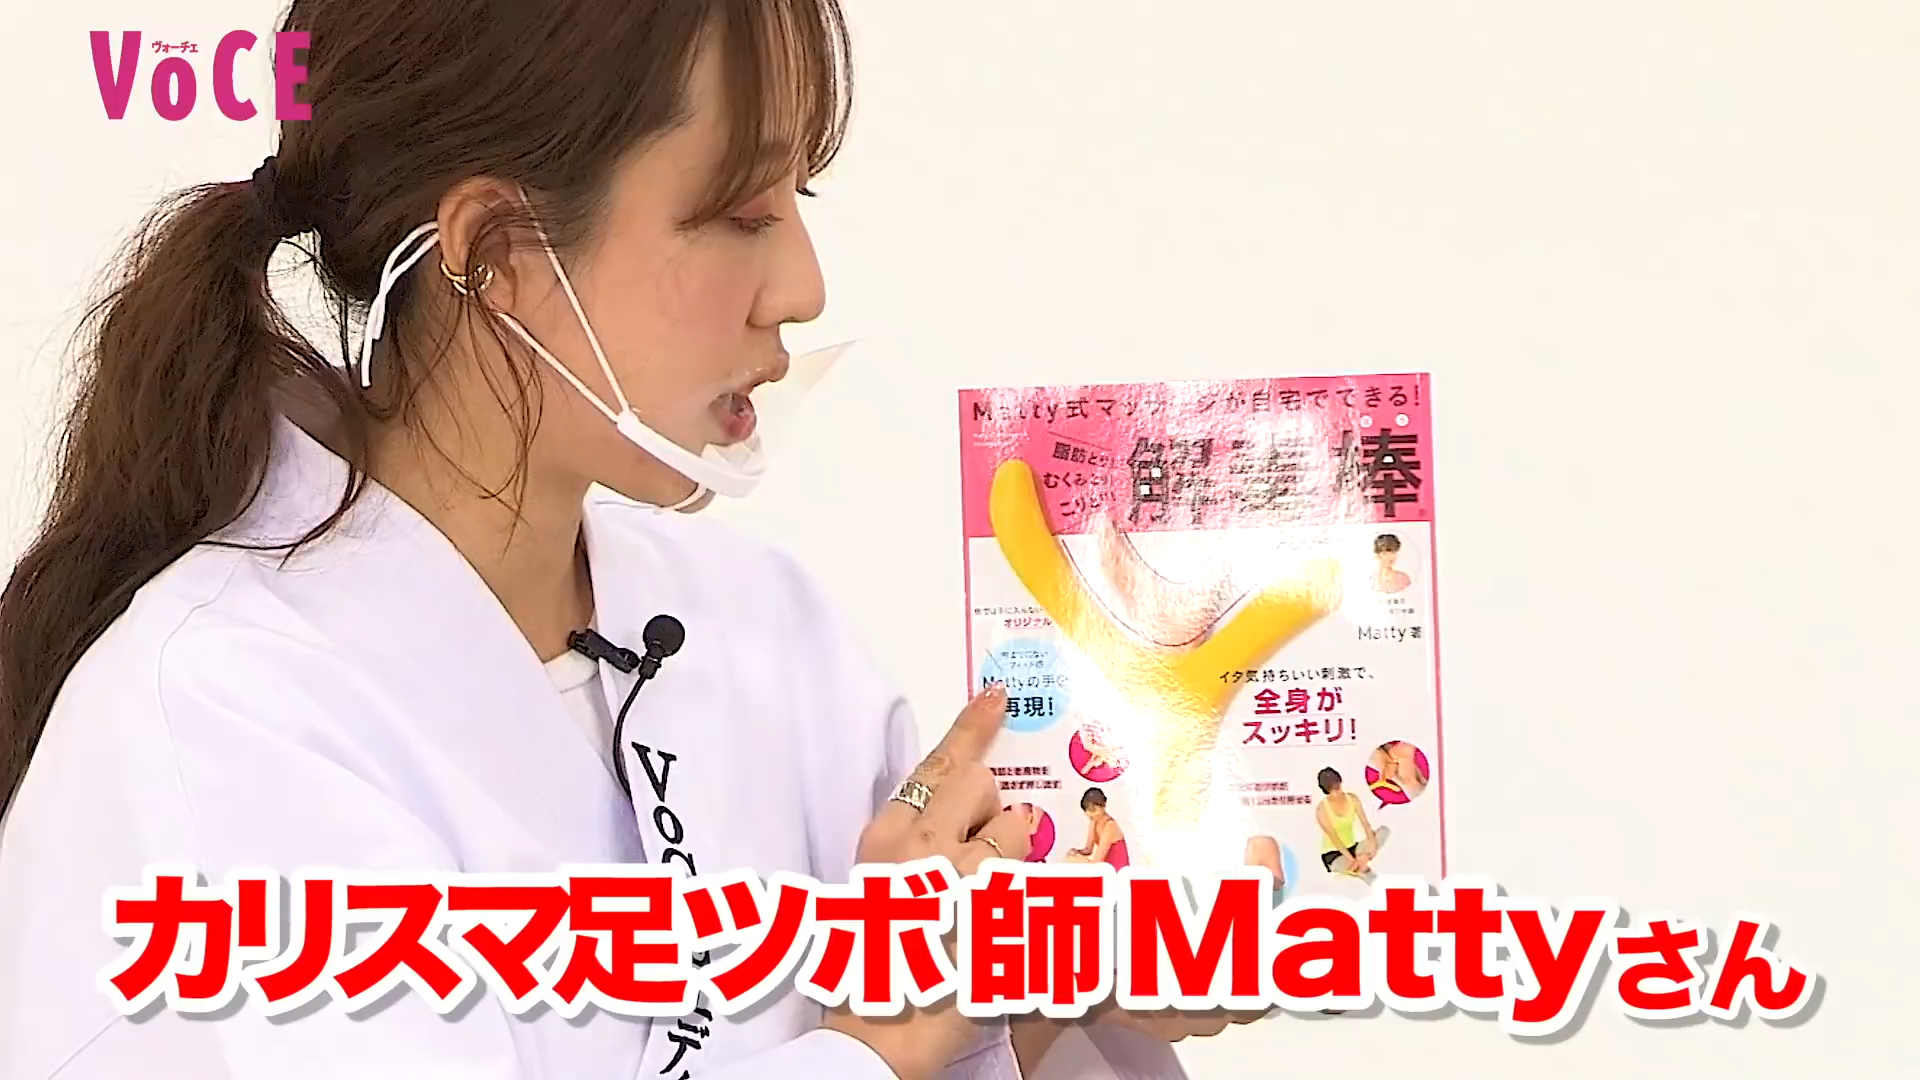 VoCE
ヴォーチェ
Matty式マッサージが自宅でできる!
脂肪と
むくみと
こりと
解美棒
Matty著
オリジナル
Mattyの手を
再現!
イタ気持ちいい刺激で、
全身が
スッキリ!
カリスマ足ツボ師Mattyさん